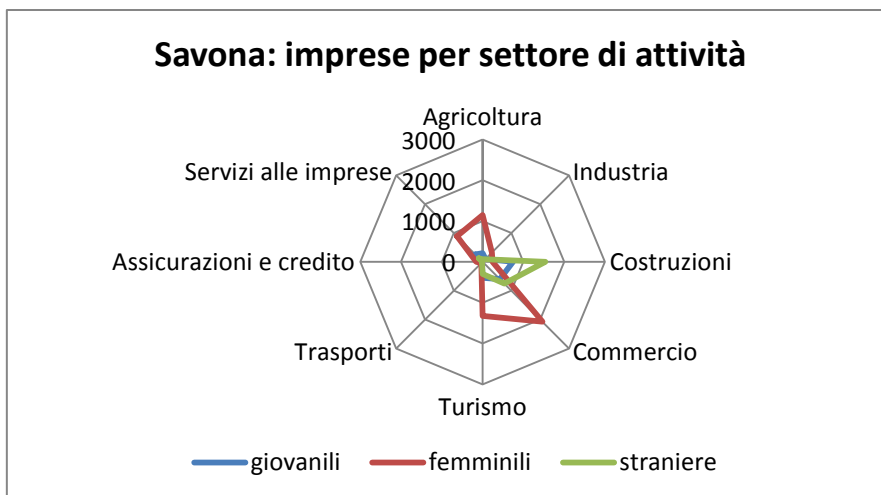 Savona: imprese per settore di attività
Agricoltura
3000
Servizi alle imprese
Industria
2000
1000
Assicurazioni e credito
0
Costruzioni
Trasporti
Commercio
Turismo
giovanili femminili straniere